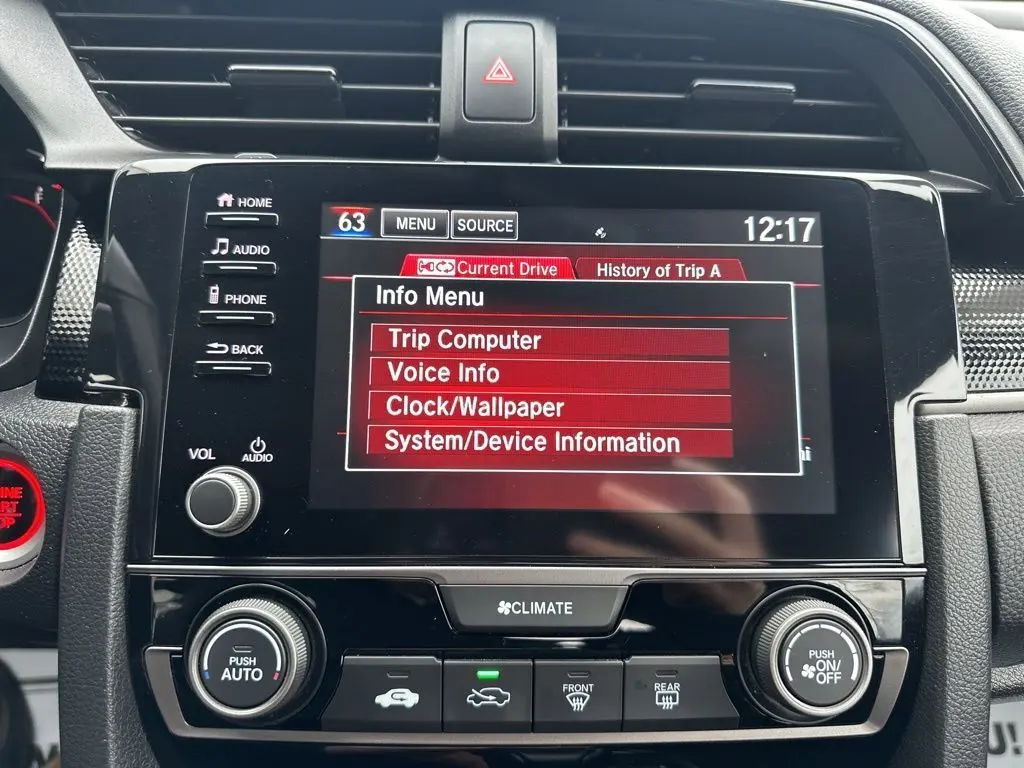 HOME
AUDIO
PHONE
BACK
VOL
AUDIO
63 MENU SOURCE 12:17
Current Drive History of Trip A
Info Menu
Trip Computer
Voice Info
Clock/Wallpaper
System/Device Information
F
CLIMATE
PUSH
AUTO
FRONT
REAR
PUSH
ON/
OFF